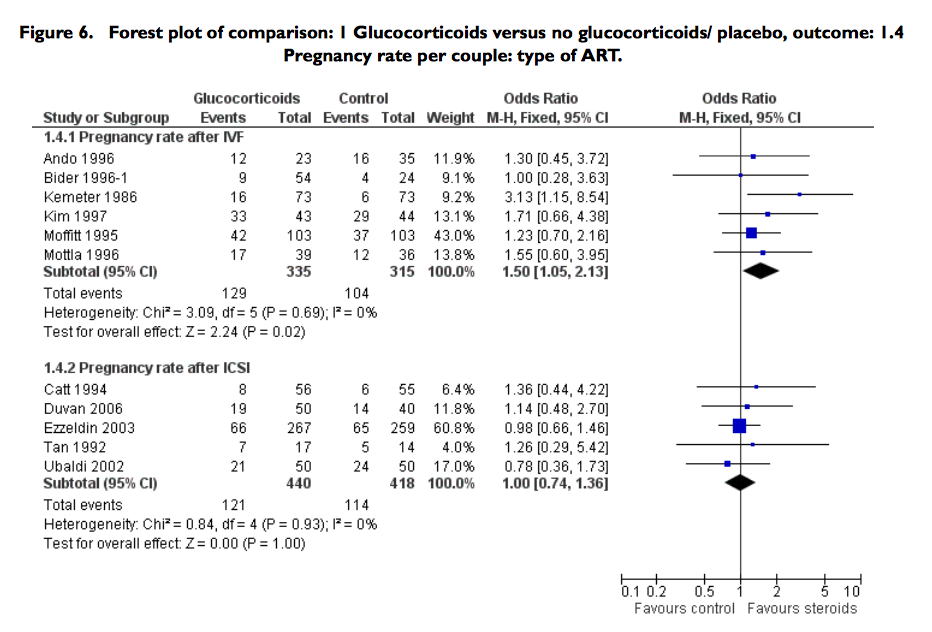 Figure 6. Forest plot of comparison: 1 Glucocorticoids versus no glucocorticoids/ placebo, outcome: 1.4
Pregnancy rate per couple: type of ART.
Glucocorticoids Control Odds Ratio Odds Ratio
Study or Subgroup Events Total Events Total Weight M-H, Fixed, 95% CI M-H, Fixed, 95% CI
1.4.1 Pregnancy rate after IVF
Ando 1996 12 23 16 35 11.9% 1.30 [0.45, 3.72]
Bider 1996-1 9 54 4 24 9.1% 1.00 [0.28, 3.63]
Kemeter 1986 16 73 6 73 9.2% 3.13 [1.15, 8.54]
Kim 1997 33 43 29 44 13.1% 1.71 [0.66, 4.38]
Moffitt 1995 42 103 37 103 43.0% 1.23 [0.70, 2.16]
Mottla 1996 17 39 12 36 13.8% 1.55 [0.60, 3.95]
Subtotal (95% CI) 335 315 100.0% 1.50 [1.05, 2.13]
Total events 129 104
Heterogeneity: Chi² = 3.09, df = 5 (P = 0.69); I² = 0%
Test for overall effect: Z = 2.24 (P = 0.02)
1.4.2 Pregnancy rate after ICSI
Catt 1994 8 56 6 55 6.4% 1.36 [0.44, 4.22]
Duvan 2006 19 50 14 40 11.8% 1.14 [0.48, 2.70]
Ezzeldin 2003 66 267 65 259 60.8% 0.98 [0.66, 1.46]
Tan 1992 7 17 5 14 4.0% 1.26 [0.29, 5.42]
Ubaldi 2002 21 50 24 50 17.0% 0.78 [0.36, 1.73]
Subtotal (95% CI) 440 418 100.0% 1.00 [0.74, 1.36]
Total events 121 114
Heterogeneity: Chi² = 0.84, df = 4 (P = 0.93); I² = 0%
Test for overall effect: Z = 0.00 (P = 1.00)
0.1 0.2 0.5 1 2 5 10
Favours control Favours steroids